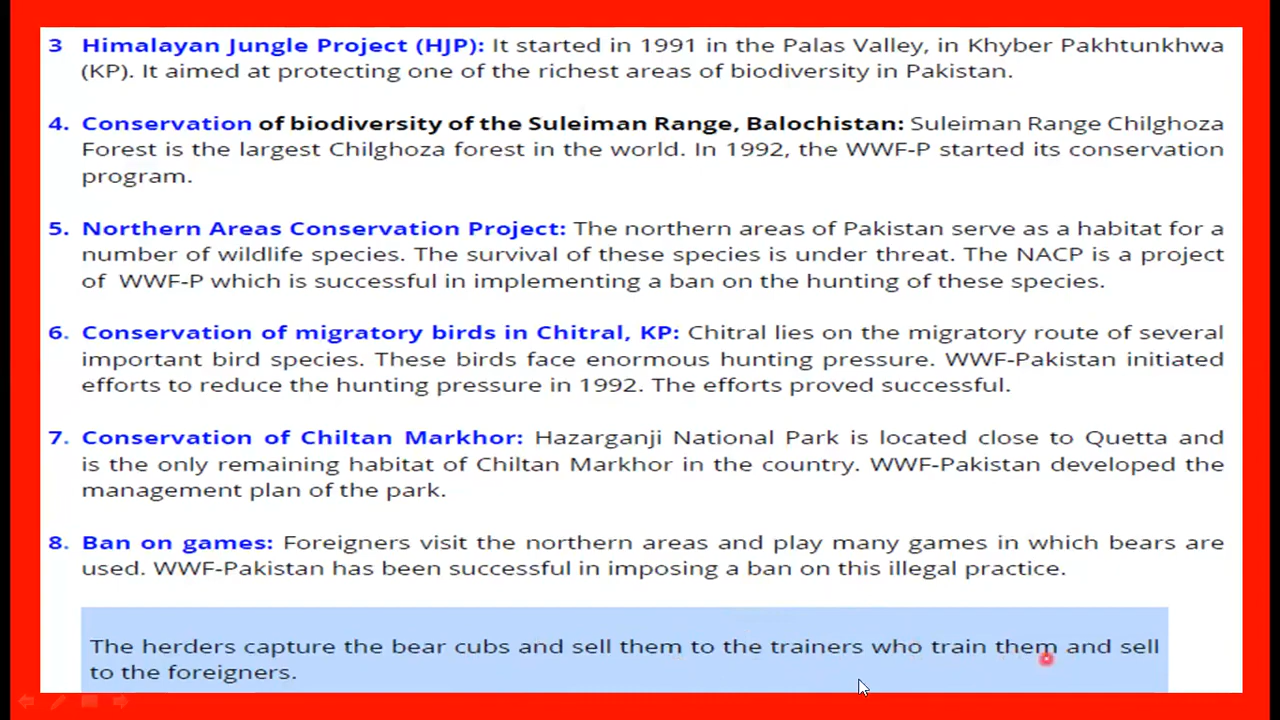 3 Himalayan Jungle Project (HJP): It started in 1991 in the Palas Valley, in Khyber Pakhtunkhwa
(KP). It aimed at protecting one of the richest areas of biodiversity in Pakistan.
4. Conservation of biodiversity of the Suleiman Range, Balochistan: Suleiman Range Chilghoza
Forest is the largest Chilghoza forest in the world. In 1992, the WWF-P started its conservation
program.
5. Northern Areas Conservation Project: The northern areas of Pakistan serve as a habitat for a
number of wildlife species. The survival of these species is under threat. The NACP is a project
of WWF-P which is successful in implementing a ban on the hunting of these species.
6. Conservation of migratory birds in Chitral, KP: Chitral lies on the migratory route of several
important bird species. These birds face enormous hunting pressure. WWF-Pakistan initiated
efforts to reduce the hunting pressure in 1992. The efforts proved successful.
7. Conservation of Chiltan Markhor: Hazarganji National Park is located close to Quetta and
is the only remaining habitat of Chiltan Markhor in the country. WWF-Pakistan developed the
management plan of the park.
8. Ban on games: Foreigners visit the northern areas and play many games in which bears are
used. WWF-Pakistan has been successful in imposing a ban on this illegal practice.
The herders capture the bear cubs and sell them to the trainers who train them and sell
to the foreigners.